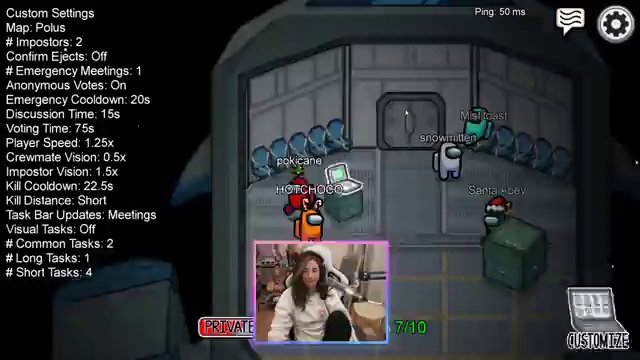 Custom Settings
Map: Polus
# Impostors: 2
Confirm Ejects: Off
# Emergency Meetings: 1
Anonymous Votes: On
Emergency Cooldown: 20s
Discussion Time: 15s
Voting Time: 75s
Player Speed: 1.25x
Crewmate Vision: 0.5x
Impostor Vision: 1.5x
Kill Cooldown: 22.5s
Kill Distance: Short
Task Bar Updates: Meetings
Visual Tasks: Off
# Common Tasks: 2
# Long Tasks: 1
# Short Tasks: 4
Ping: 50 ms
Mist toast
snowmitten
pokicane
HOTCHOCO
Santa
PRIVATE
7/10
CUSTOMIZE